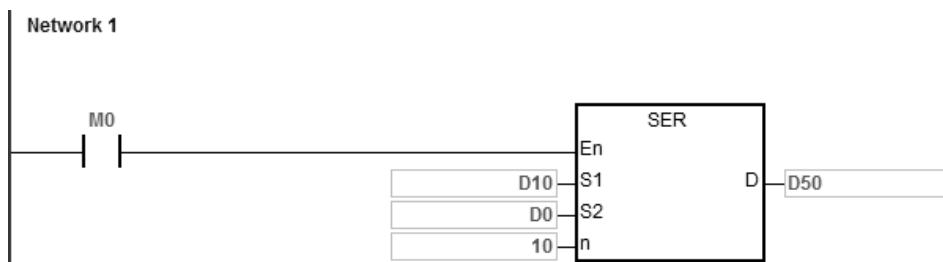 Network 1
M0
SER
En
D10 S1 D D50
D0 S2
10 n